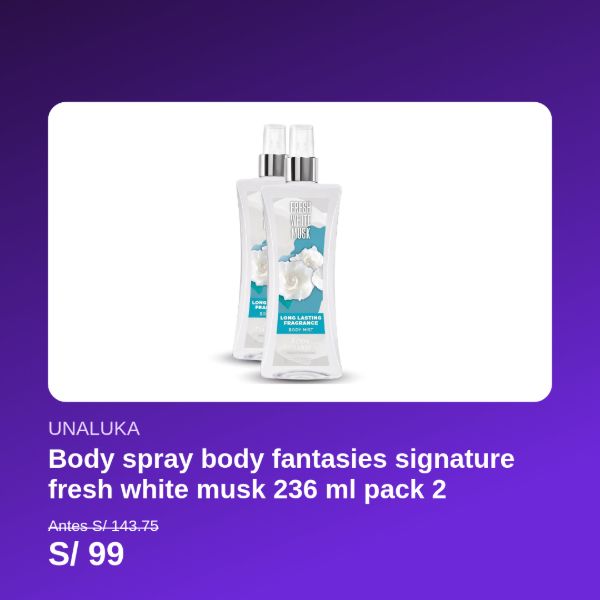 FRESH
WHITE
MUSK
LONG LASTING
FRAGRANCE
BODY MIST
UNALUKA
Body spray body fantasies signature
fresh white musk 236 ml pack 2
Antes S/ 143.75
S/ 99